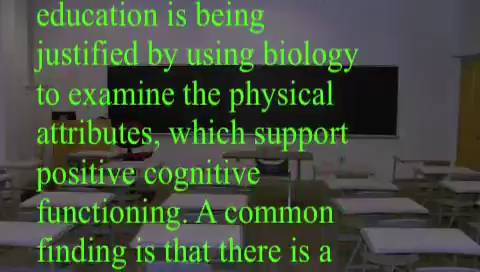 education is being
justified by using biology
to examine the physical
attributes, which support
positive cognitive
functioning. A common
finding is that there is a